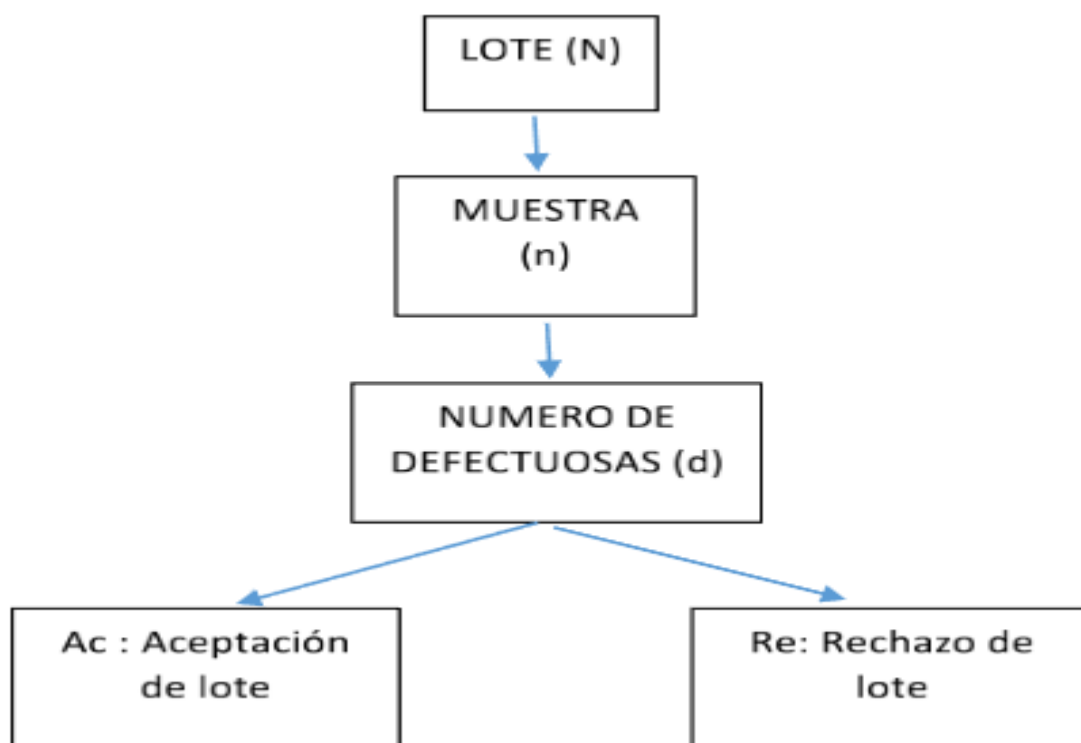 LOTE (N)
MUESTRA
(n)
NUMERO DE
DEFECTUOSAS (d)
Ac : Aceptación
de lote
Re: Rechazo de
lote